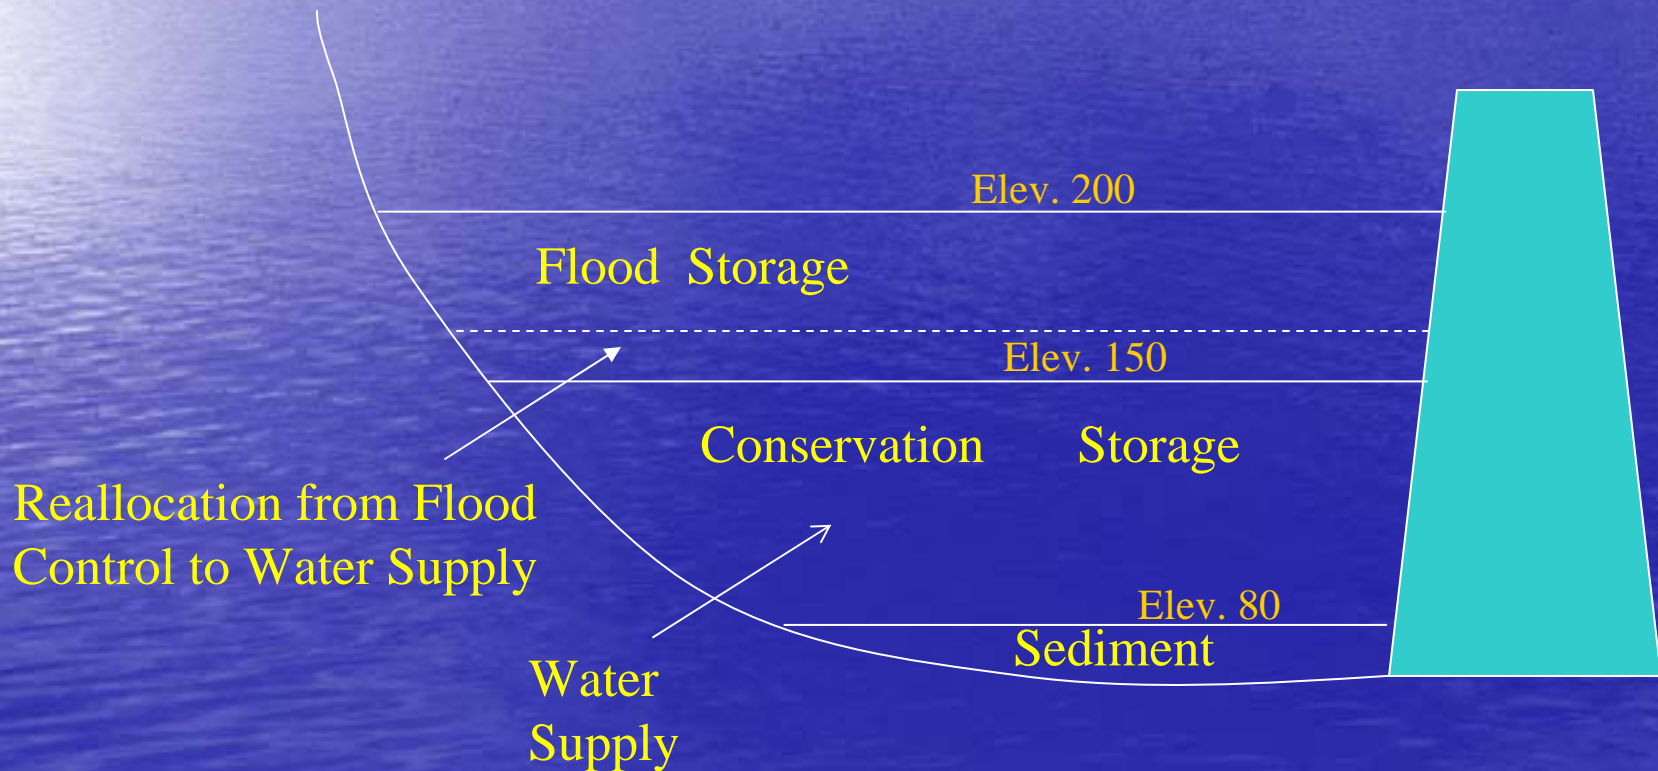 Elev. 200
Flood Storage
Elev. 150
Conservation Storage
Reallocation from Flood
Control to Water Supply
Elev. 80
Sediment
Water
Supply